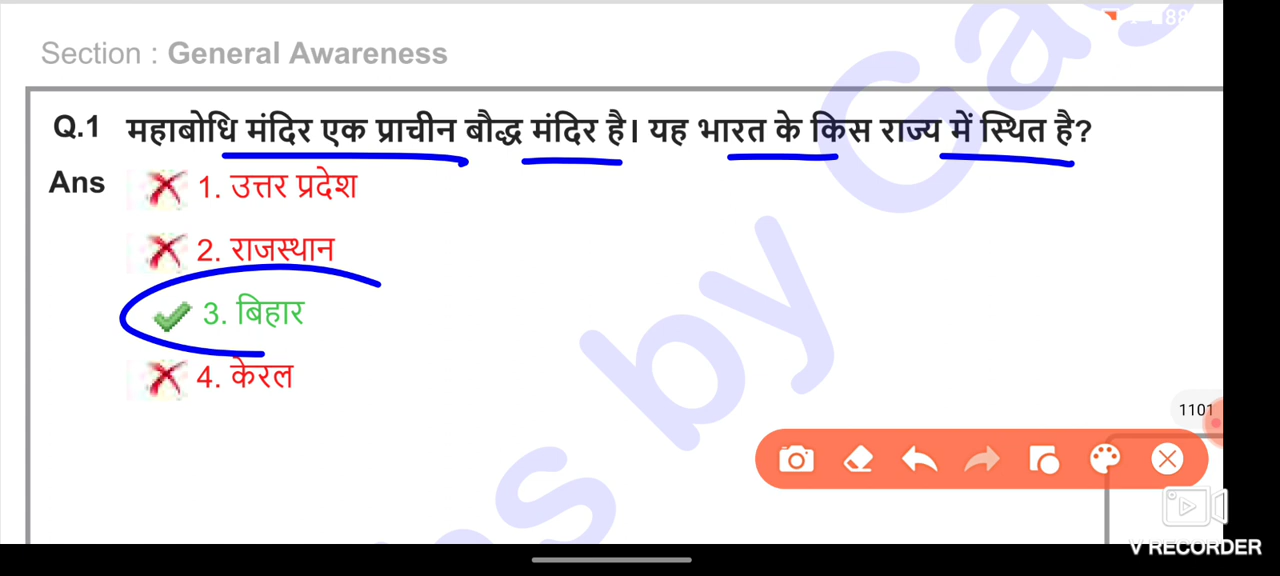 Section : General Awareness
Q.1 महाबोधि मंदिर एक प्राचीन बौद्ध मंदिर है। यह भारत के किस राज्य में स्थित है?
Ans 1. उत्तर प्रदेश
2. राजस्थान
3. बिहार
4. केरल
1101
V RECORDER